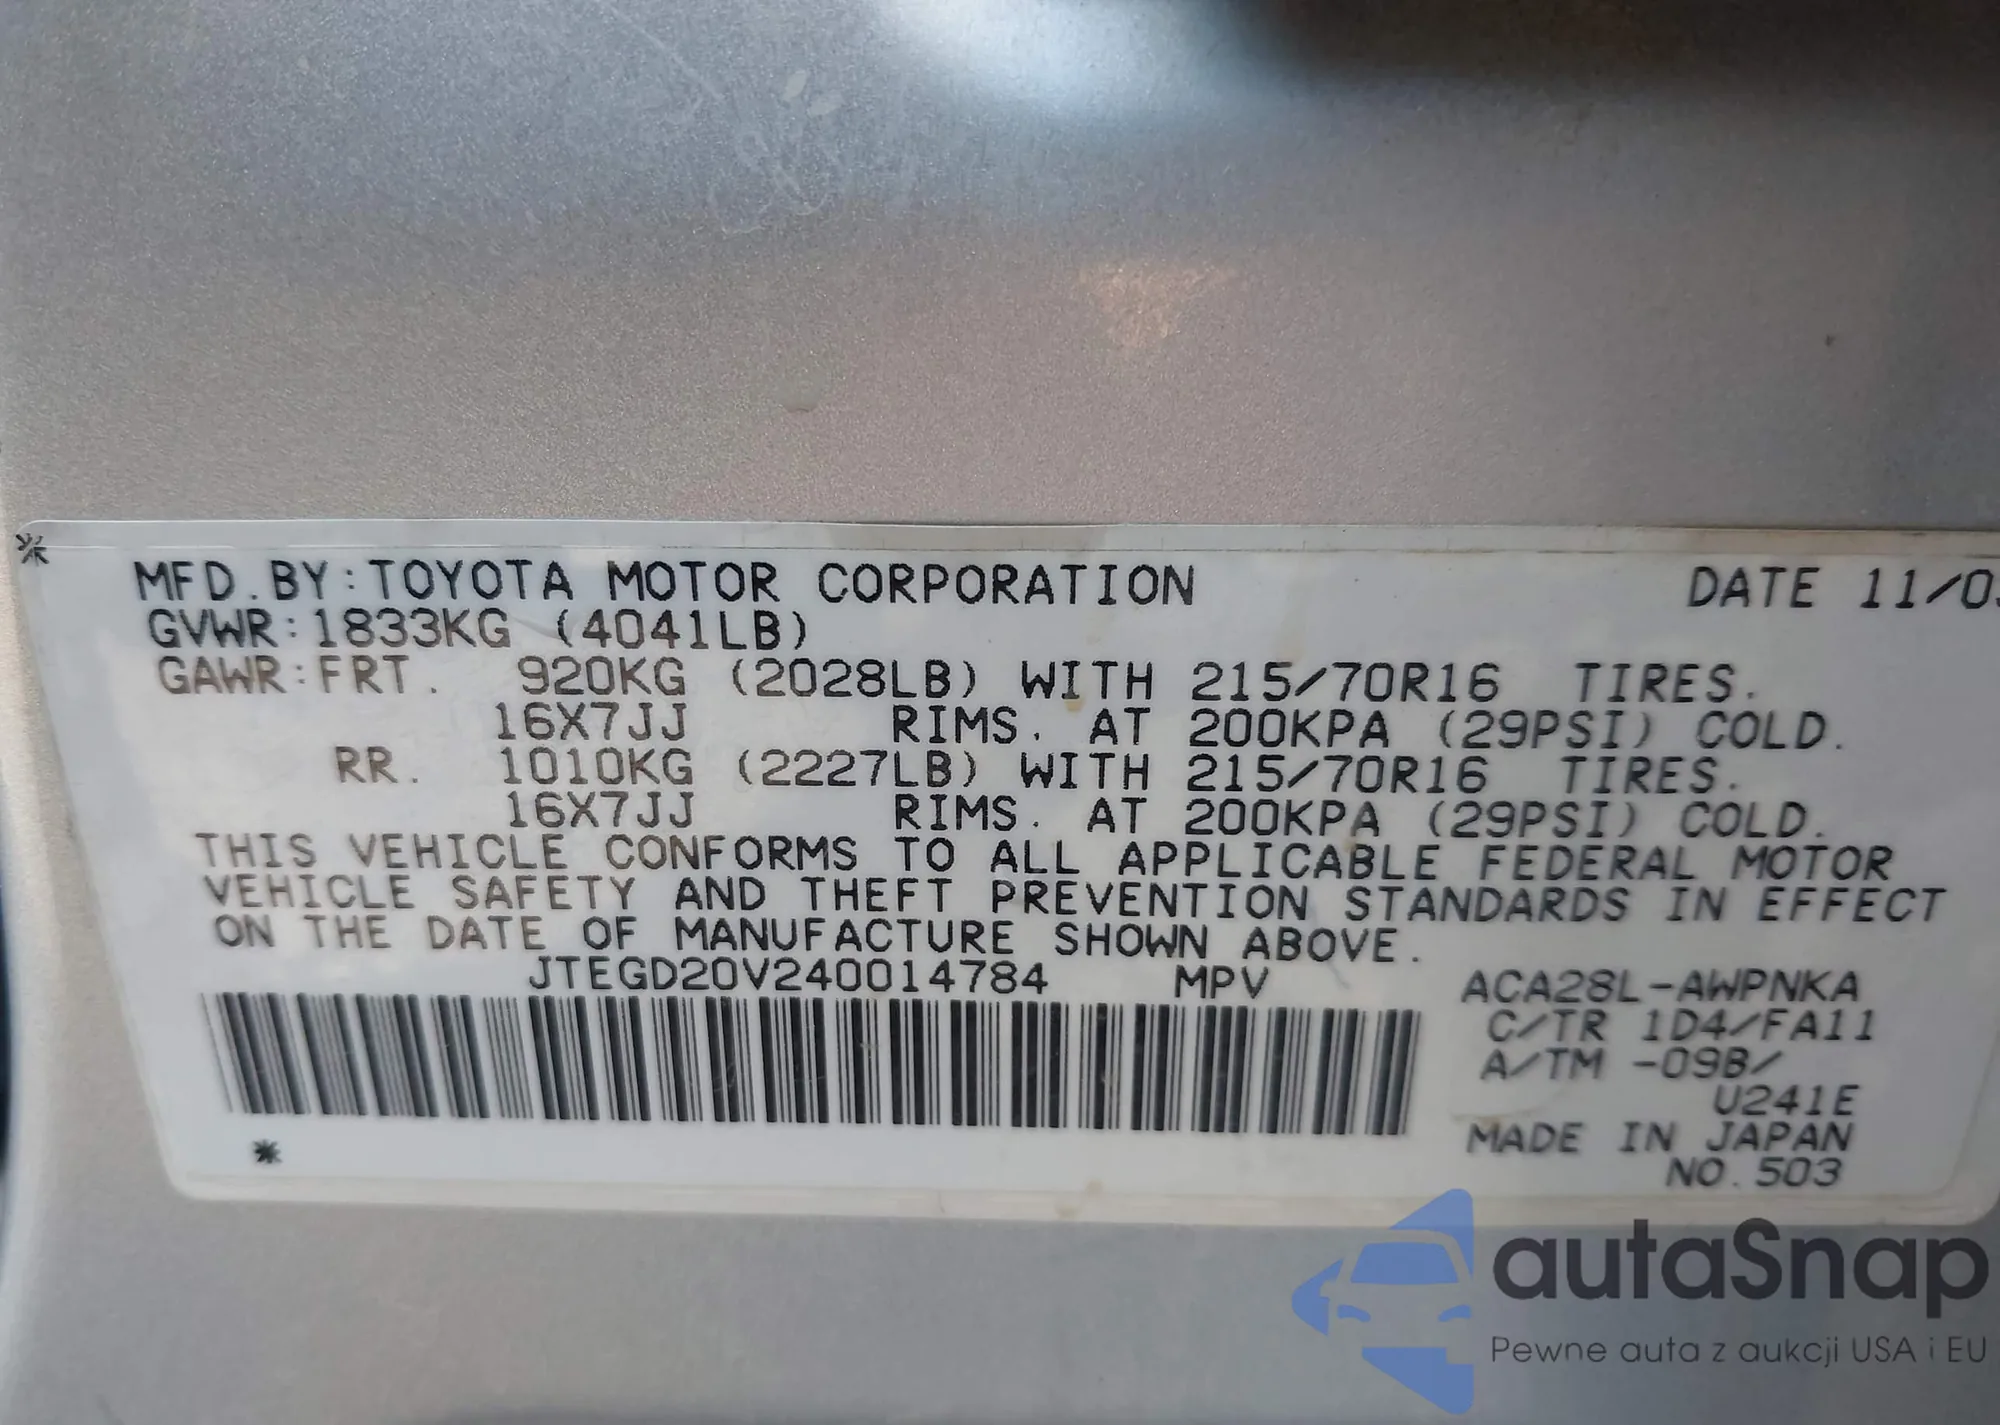 MFD.BY:TOYOTA MOTOR CORPORATION DATE 11/03
GVWR:1833KG (4041LB)
GAWR:FRT. 920KG (2028LB) WITH 215/70R16 TIRES.
16X7JJ RIMS. AT 200KPA (29PSI) COLD.
RR. 1010KG (2227LB) WITH 215/70R16 TIRES.
16X7JJ RIMS. AT 200KPA (29PSI) COLD.
THIS VEHICLE CONFORMS TO ALL APPLICABLE FEDERAL MOTOR
VEHICLE SAFETY AND THEFT PREVENTION STANDARDS IN EFFECT
ON THE DATE OF MANUFACTURE SHOWN ABOVE.
JTEGD20V240014784 MPV ACA28L-AWPNKA
C/TR 1D4/FA11
A/TM -09B/
U241E
MADE IN JAPAN
NO.503
autaSnap
Pewne auta z aukcji USA i EU